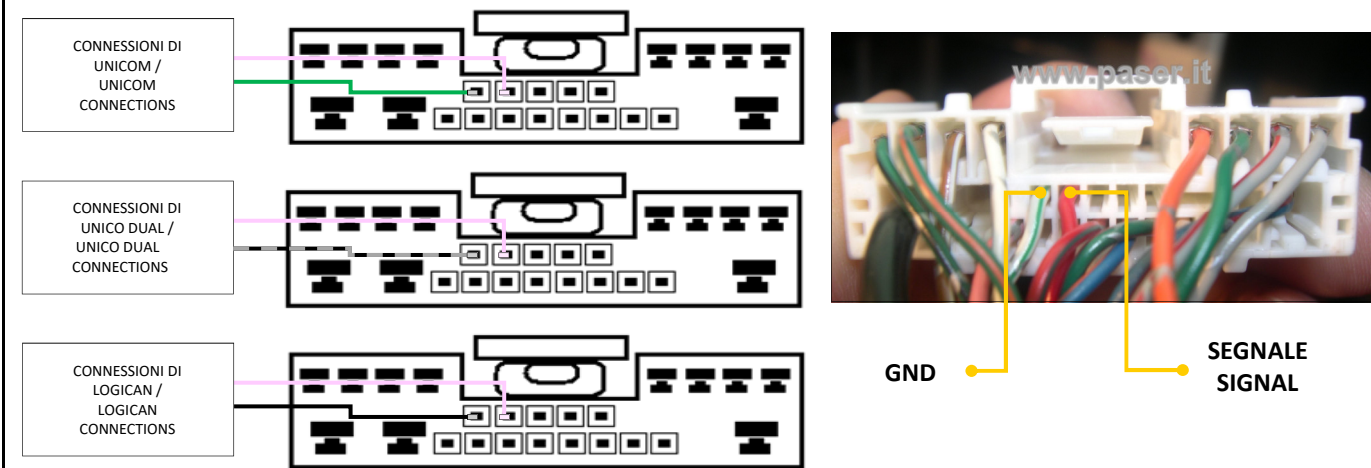 CONNESSIONI DI
UNICOM /
UNICOM
CONNECTIONS
CONNESSIONI DI
UNICO DUAL /
UNICO DUAL
CONNECTIONS
CONNESSIONI DI
LOGICAN /
LOGICAN
CONNECTIONS
www.paser.it
GND
SEGNALE
SIGNAL